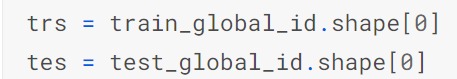 trs = train_global_id.shape[0]
tes = test_global_id.shape[0]